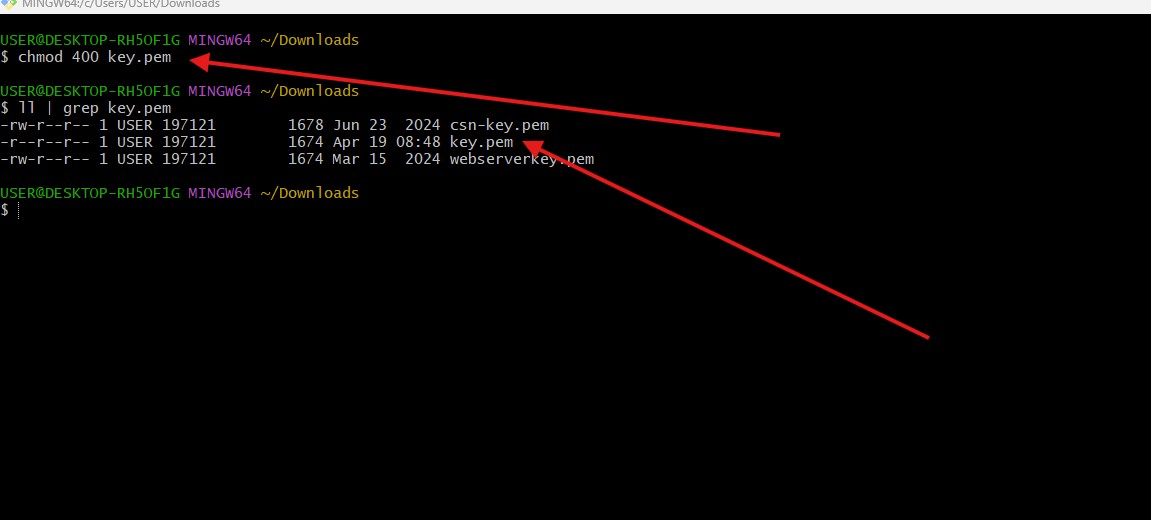 MINGW64:/c/Users/USER/Downloads
USER@DESKTOP-RH5OF1G MINGW64 ~/Downloads
$ chmod 400 key.pem
USER@DESKTOP-RH5OF1G MINGW64 ~/Downloads
$ ll | grep key.pem
-rw-r--r-- 1 USER 197121        1678 Jun 23  2024 csn-key.pem
-r--r--r-- 1 USER 197121        1674 Apr 19 08:48 key.pem
-rw-r--r-- 1 USER 197121        1674 Mar 15  2024 webserverkey.pem
USER@DESKTOP-RH5OF1G MINGW64 ~/Downloads
$